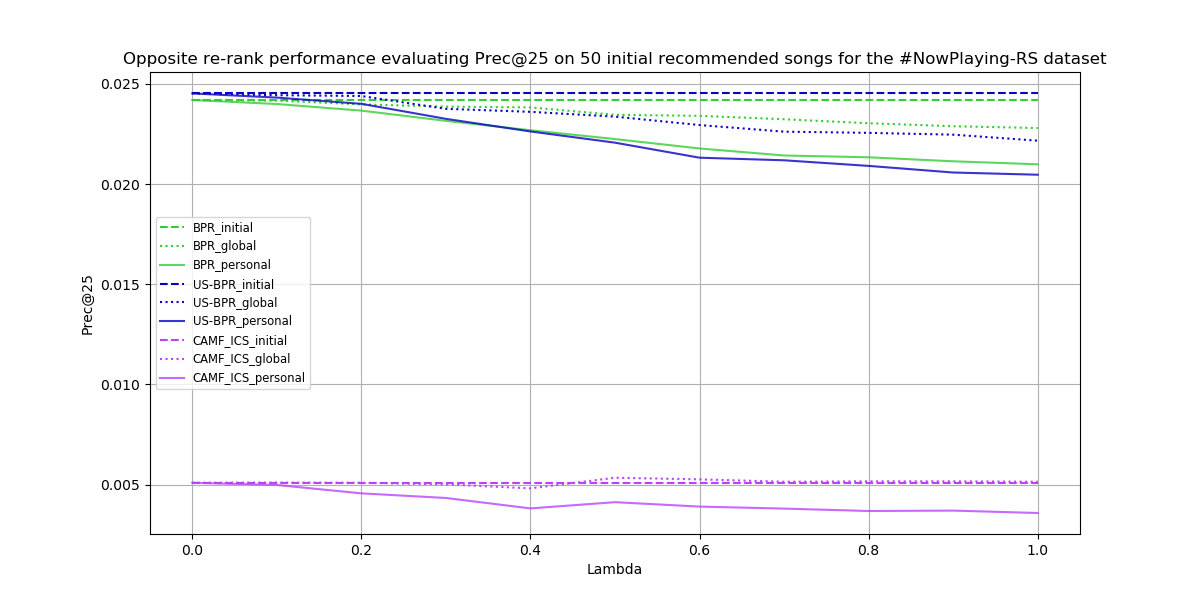 Opposite re-rank performance evaluating Prec@25 on 50 initial recommended songs for the #NowPlaying-RS dataset
0.025
0.020
0.015
0.010
0.005
Prec@25
BPR_initial
BPR_global
BPR_personal
US-BPR_initial
US-BPR_global
US-BPR_personal
CAMF_ICS_initial
CAMF_ICS_global
CAMF_ICS_personal
0.0 0.2 0.4 0.6 0.8 1.0
Lambda